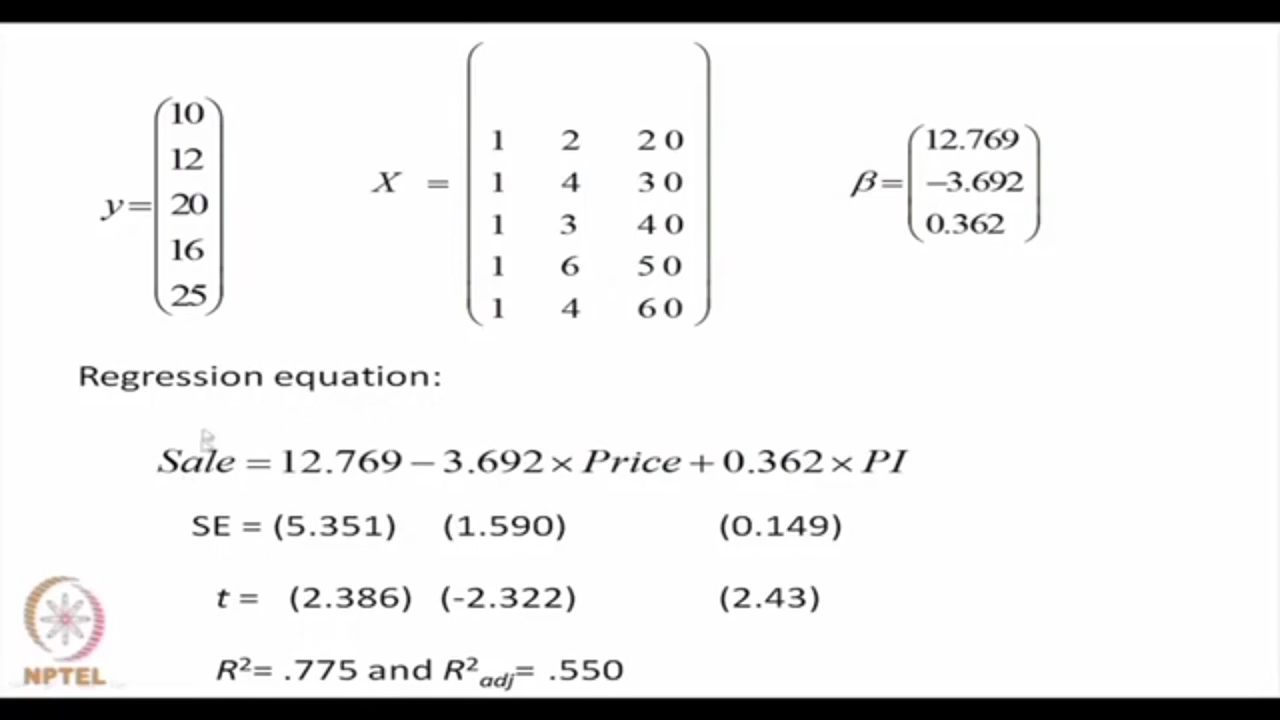 y = (10 12 20 16 25)
X = (1 2 20
1 4 30
1 3 40
1 6 50
1 4 60)
β = (12.769 −3.692 0.362)
Regression equation:
Sale = 12.769 − 3.692 × Price + 0.362 × PI
SE = (5.351) (1.590) (0.149)
t = (2.386) (-2.322) (2.43)
R²= .775 and R²adj= .550
NPTEL